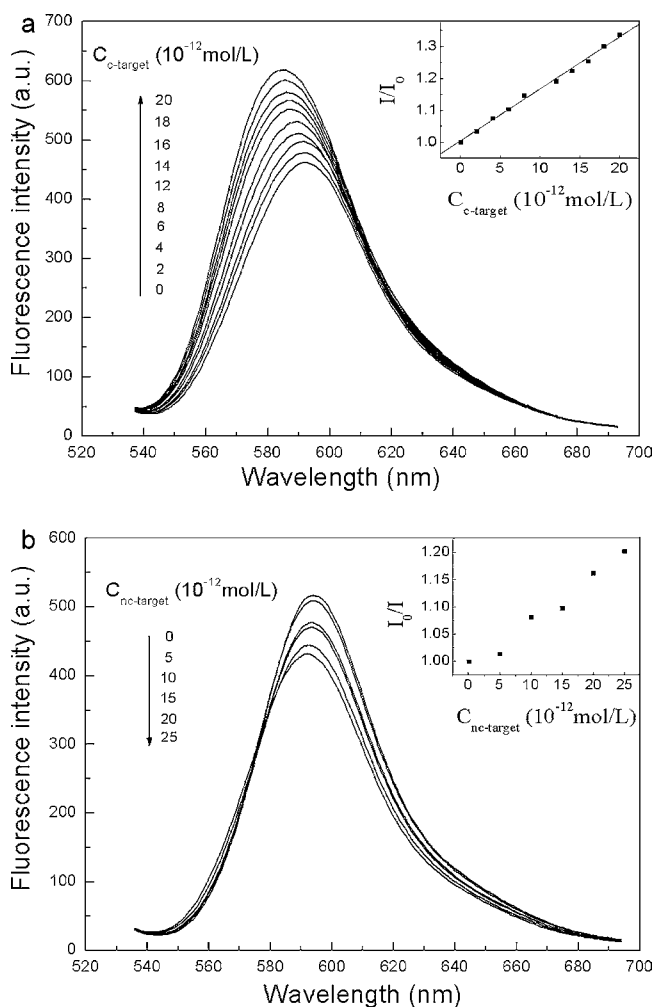 a
700
600
500
400
300
200
100
0
Fluorescence intensity (a.u.)
C c-target (10^-12 mol/L)
20
18
16
14
12
8
6
4
2
0
I/I0
1.3
1.2
1.1
1.0
0 5 10 15 20
C c-target (10^-12 mol/L)
520 540 560 580 600 620 640 660 680 700
Wavelength (nm)
b
600
500
400
300
200
100
0
Fluorescence intensity (a.u.)
C nc-target (10^-12 mol/L)
0
5
10
15
20
25
I0/I
1.20
1.15
1.10
1.05
1.00
0 5 10 15 20 25
C nc-target (10^-12 mol/L)
520 540 560 580 600 620 640 660 680 700
Wavelength (nm)